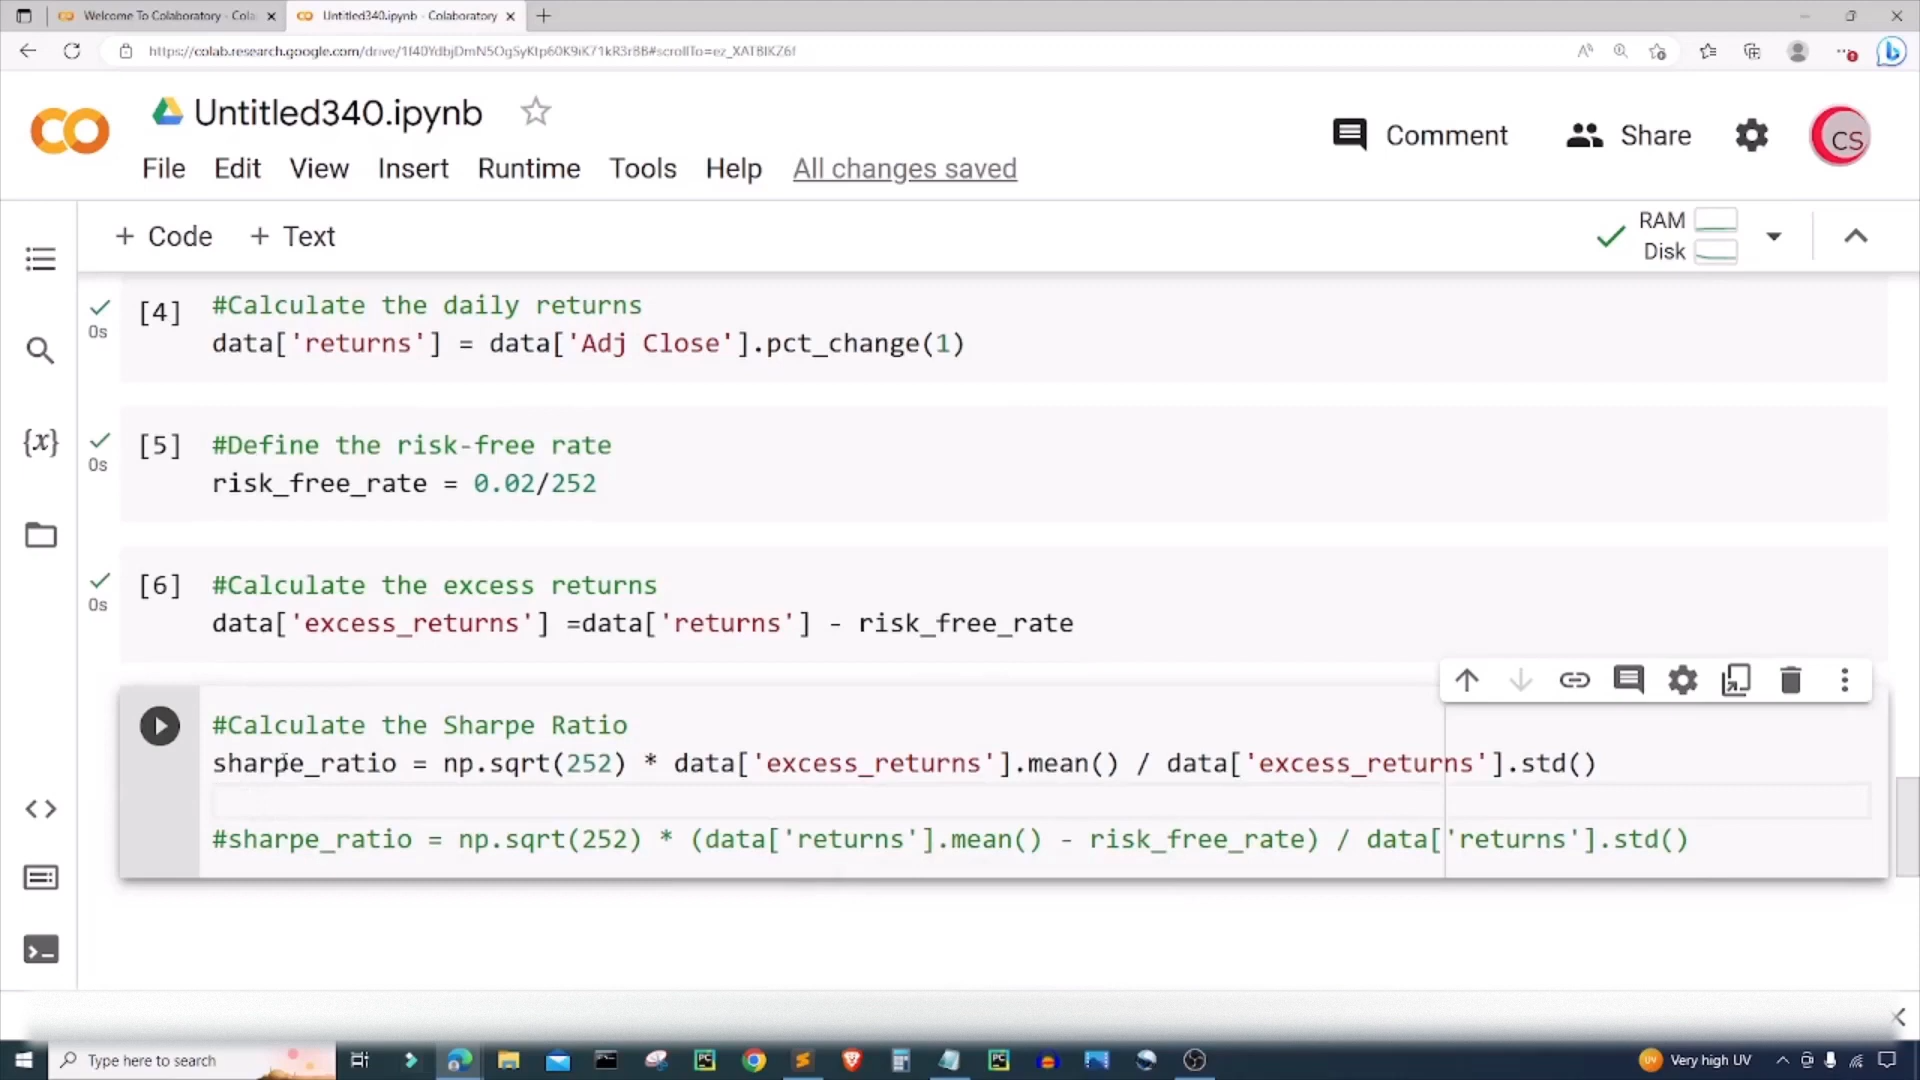 Welcome To Colaboratory - Cola
Untitled340.ipynb - Colaboratory
Untitled340.ipynb
File Edit View Insert Runtime Tools Help All changes saved
Comment Share CS
+ Code + Text
RAM
Disk
[4] #Calculate the daily returns
0s
data['returns'] = data['Adj Close'].pct_change(1)
[5] #Define the risk-free rate
0s
risk_free_rate = 0.02/252
[6] #Calculate the excess returns
0s
data['excess_returns'] =data['returns'] - risk_free_rate
#Calculate the Sharpe Ratio
sharpe_ratio = np.sqrt(252) * data['excess_returns'].mean() / data['excess_returns'].std()
#sharpe_ratio = np.sqrt(252) * (data['returns'].mean() - risk_free_rate) / data['returns'].std()
Type here to search
Very high UV